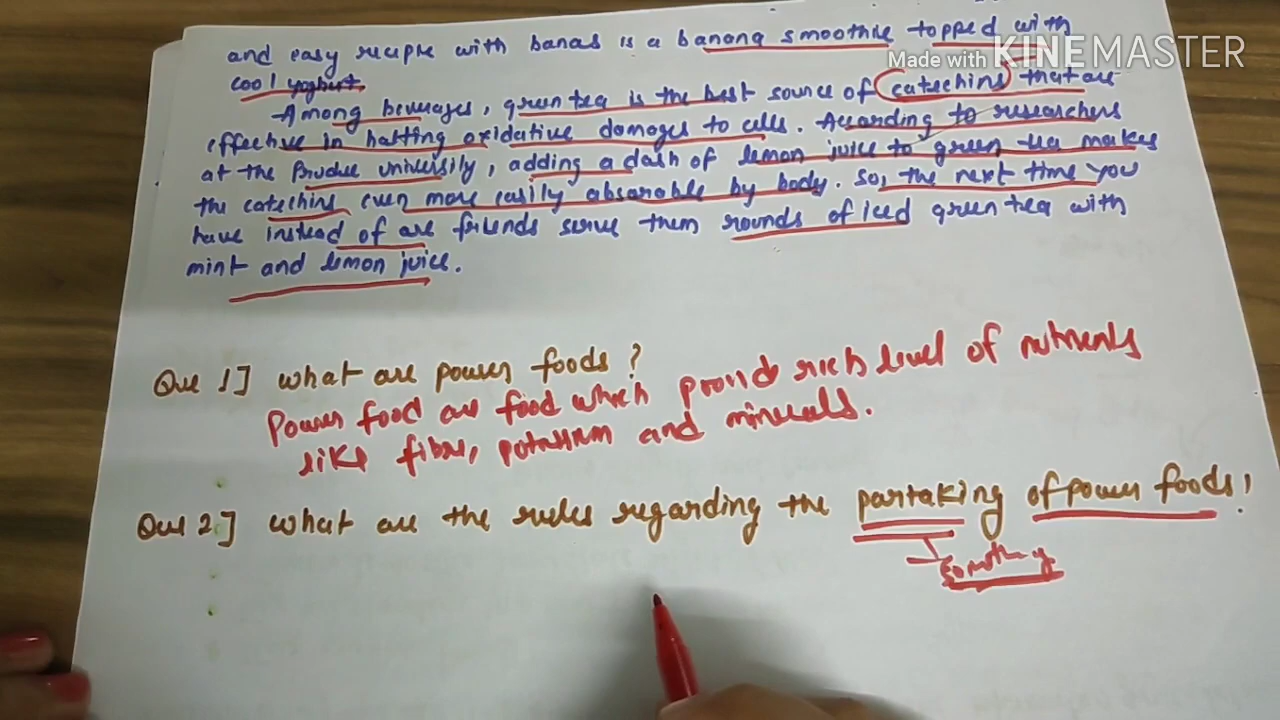 and easy recipre with banas is a banana smoothie topped with
Made with KINEMASTER
cool yoghurt.
Among beverages, green tea is the best source of catechins that are
effective in halting oxidative damages to cells. According to researchers
at the Produe university, adding a dash of lemon juice to green tea makes
the catechins even more easily absorable by body. So, the next time you
have instead of are friends serve them rounds of iced green tea with
mint and lemon juice.
Que 1] what are power foods?
Power food are food which provid rich level of nutrients
like fibre, potassium and minerals.
Que 2] what are the rules regarding the partaking of power foods?